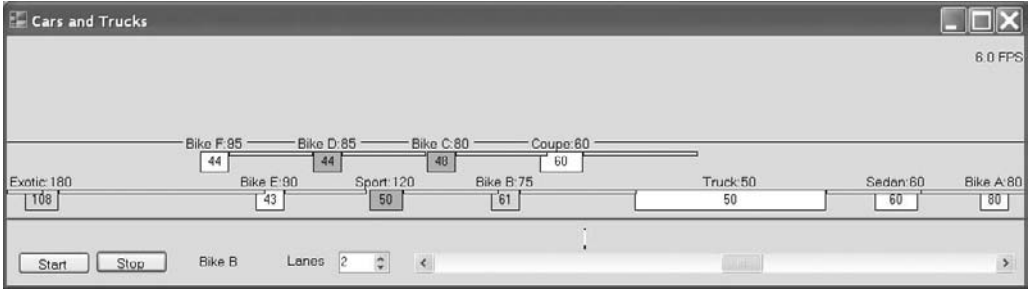 Cars and Trucks
6.0 FPS
Bike F:95 Bike D:85 Bike C:80 Coupe:60
44 44 48 60
Exotic:180 Bike E:90 Sport:120 Bike B:75 Truck:50 Sedan:60 Bike A:80
108 43 50 61 50 60 80
Start Stop Bike B Lanes 2